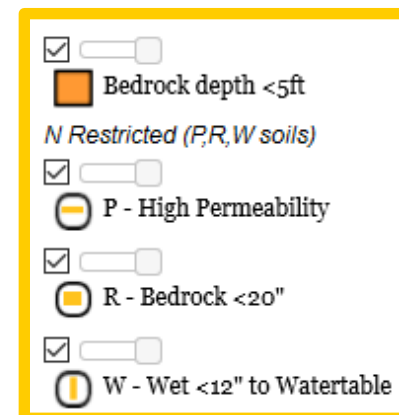 Bedrock depth <5ft
N Restricted (P,R,W soils)
P - High Permeability
R - Bedrock <20"
W - Wet <12" to Watertable